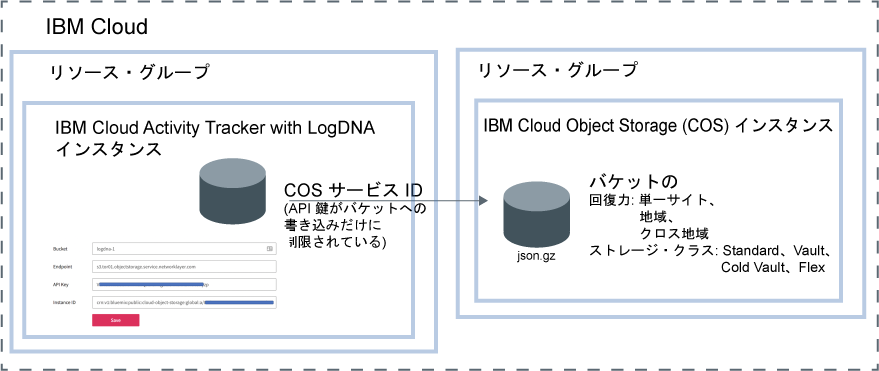 IBM Cloud
リソース・グループ
IBM Cloud Activity Tracker with LogDNA
インスタンス
COS サービス ID
(API 鍵がバケットへの
書き込みだけに
制限されている)
Bucket
logdna-1
Endpoint
s3.tor01.objectstorage.service.networklayer.com
API Key
Instance ID
crn:v1:bluemix:public:cloud-object-storage:global:a/
Save
リソース・グループ
IBM Cloud Object Storage (COS) インスタンス
json.gz
バケットの
回復力: 単一サイト、
地域、
クロス地域
ストレージ・クラス: Standard、Vault、
Cold Vault、Flex